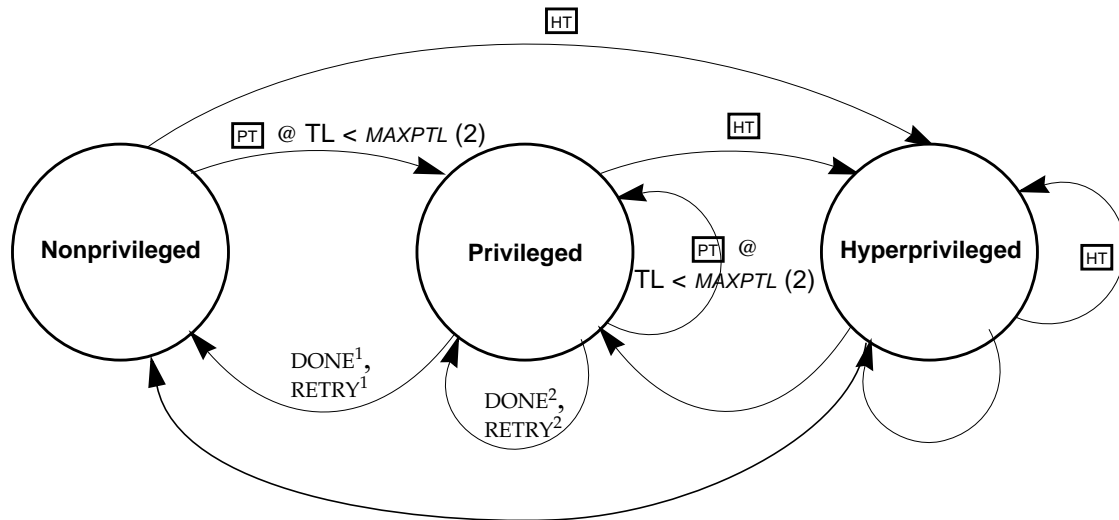 HT
PT @ TL < MAXPTL (2)
HT
Nonprivileged
Privileged
Hyperprivileged
PT @
TL < MAXPTL (2)
HT
DONE¹,
RETRY¹
DONE²,
RETRY²